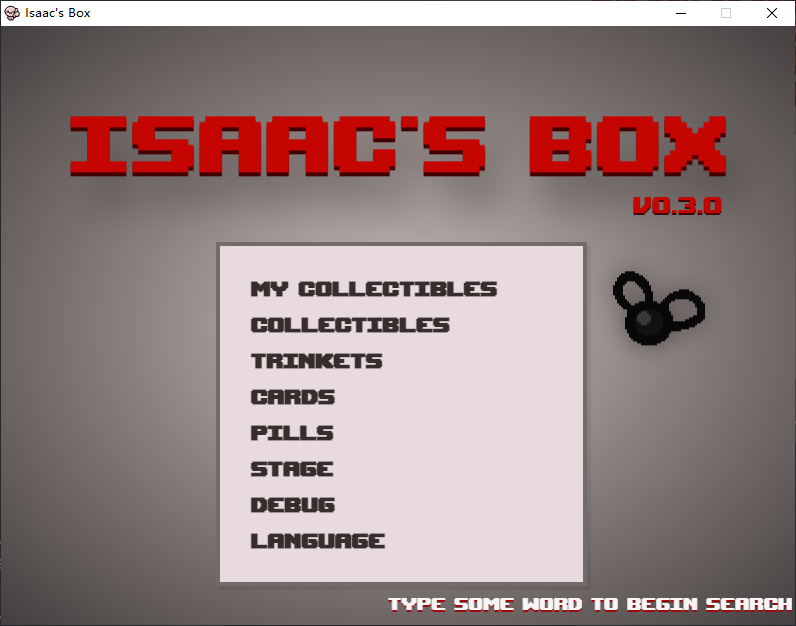 Isaac's Box
ISAAC'S BOX
V0.3.0
MY COLLECTIBLES
COLLECTIBLES
TRINKETS
CARDS
PILLS
STAGE
DEBUG
LANGUAGE
TYPE SOME WORD TO BEGIN SEARCH